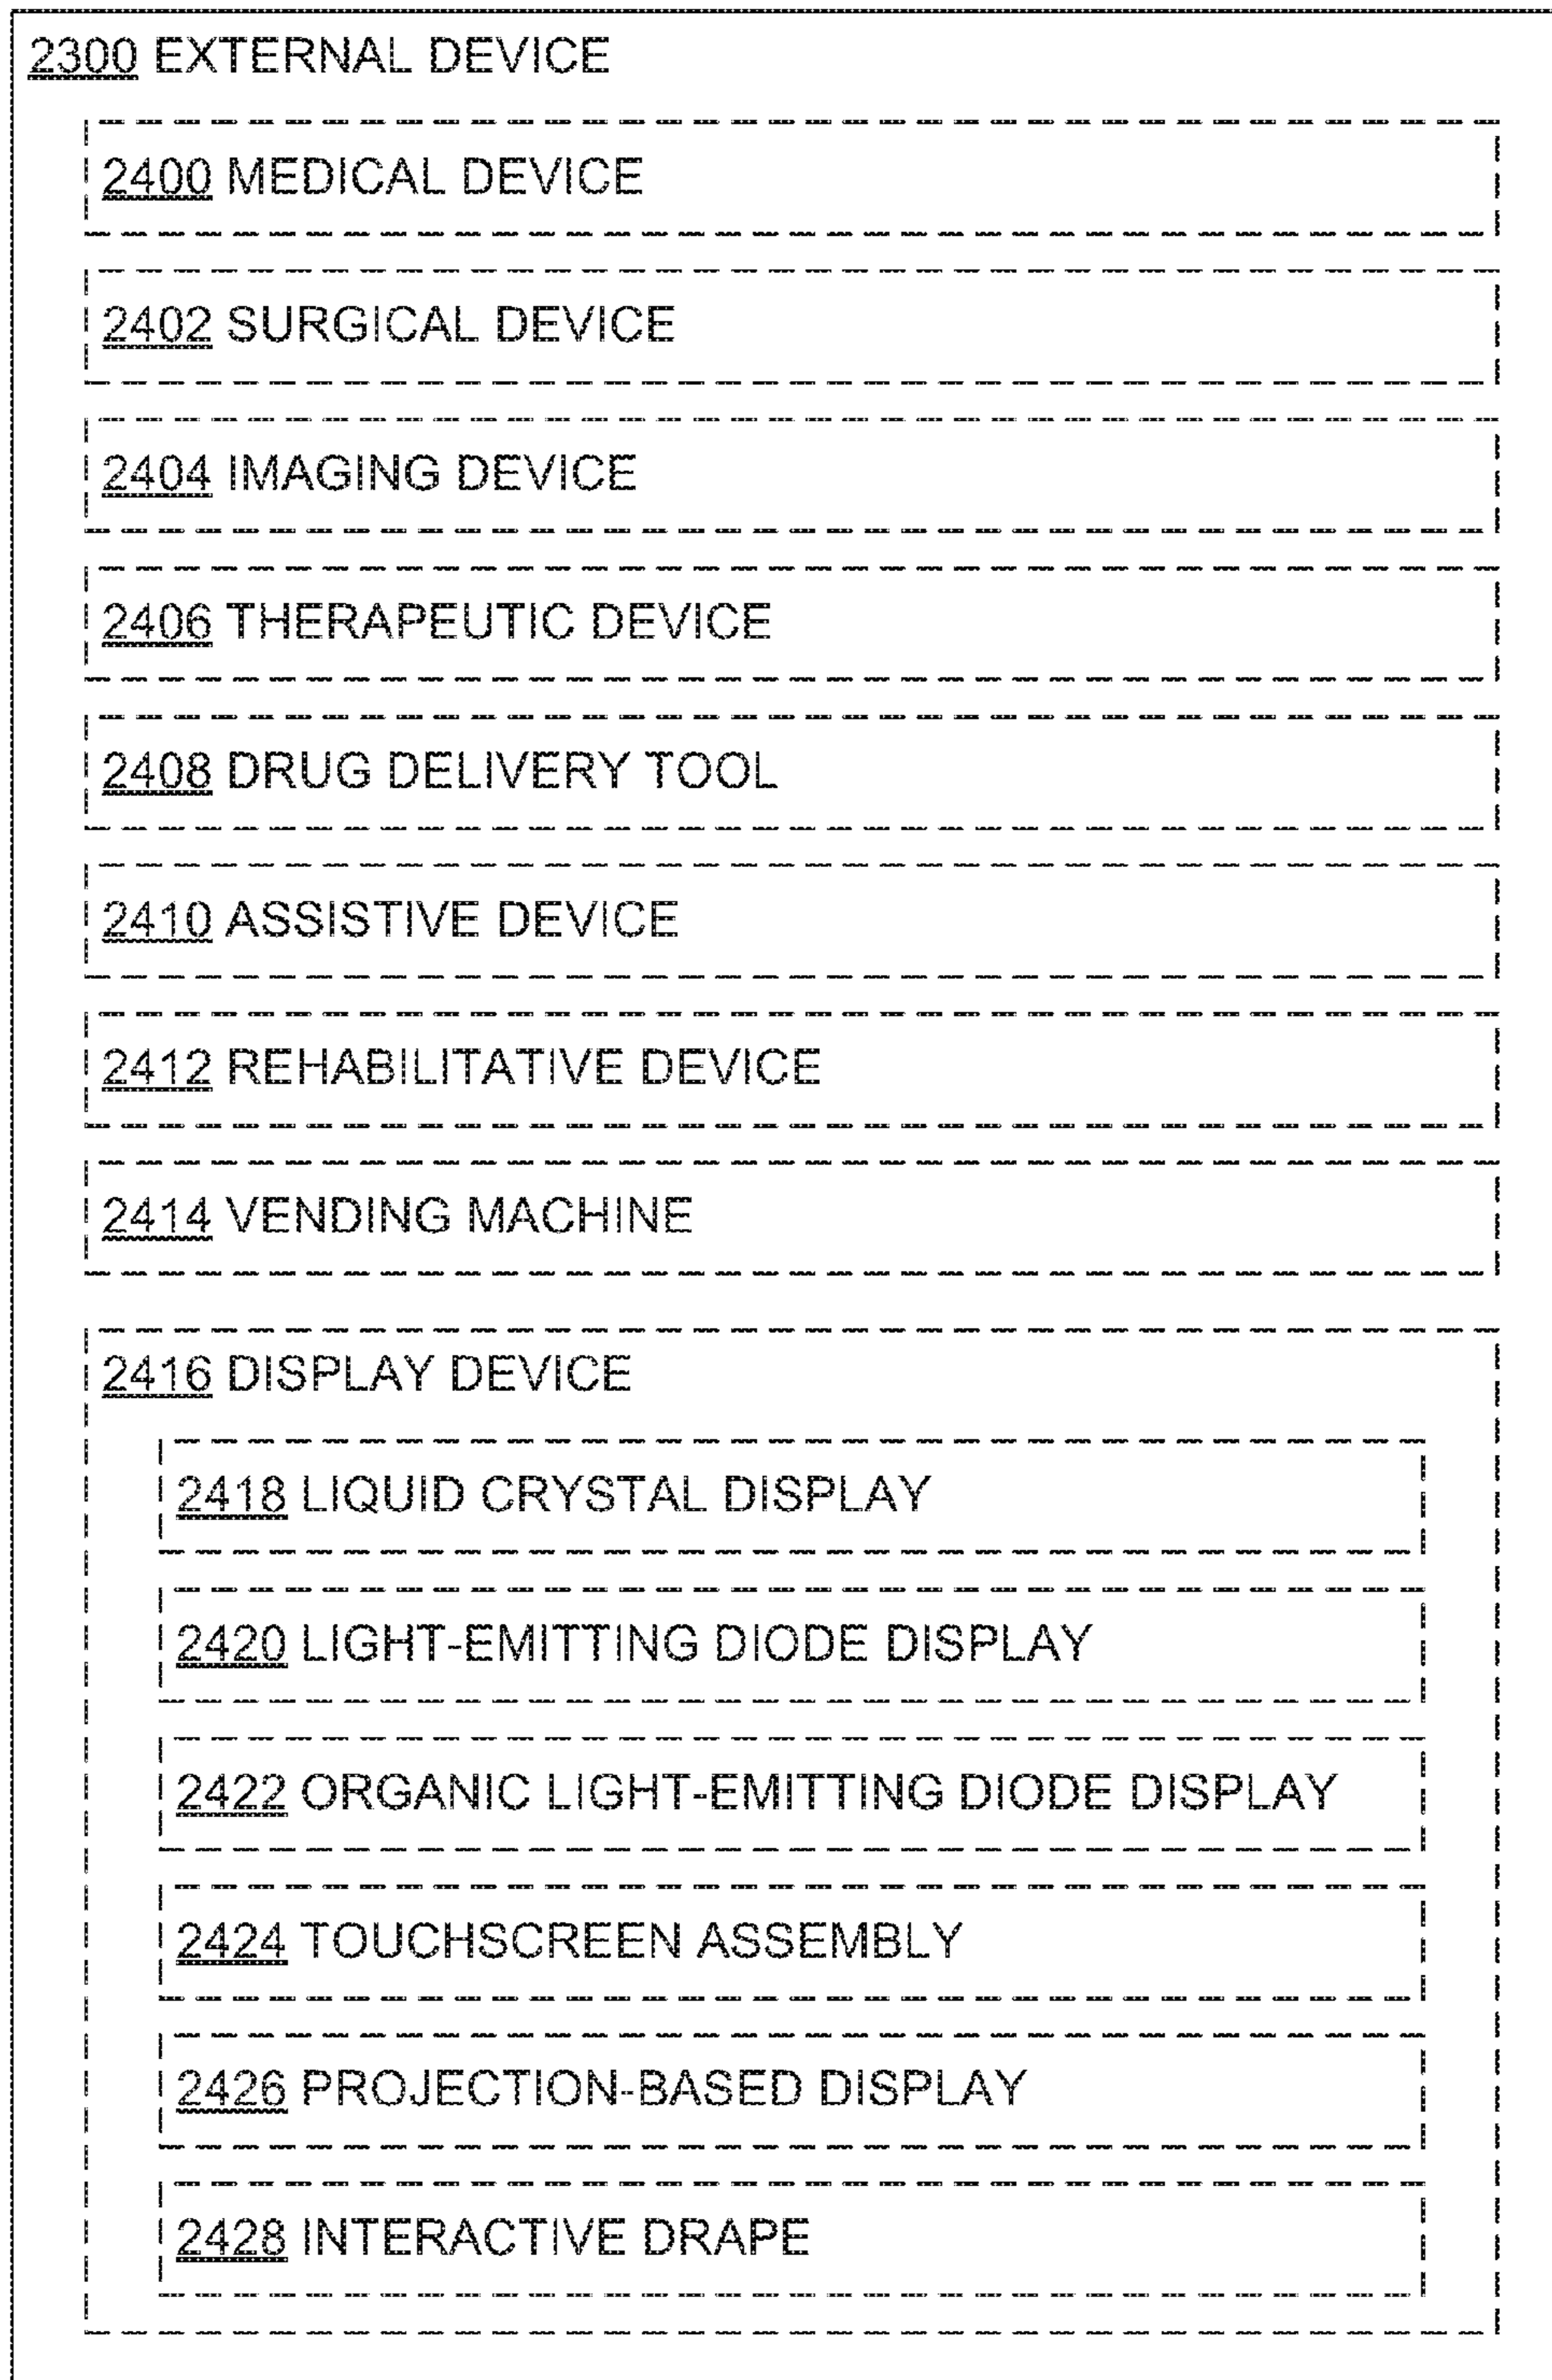 2300 EXTERNAL DEVICE
2400 MEDICAL DEVICE
2402 SURGICAL DEVICE
2404 IMAGING DEVICE
2406 THERAPEUTIC DEVICE
2408 DRUG DELIVERY TOOL
2410 ASSISTIVE DEVICE
2412 REHABILITATIVE DEVICE
2414 VENDING MACHINE
2416 DISPLAY DEVICE
2418 LIQUID CRYSTAL DISPLAY
2420 LIGHT-EMITTING DIODE DISPLAY
2422 ORGANIC LIGHT-EMITTING DIODE DISPLAY
2424 TOUCHSCREEN ASSEMBLY
2426 PROJECTION-BASED DISPLAY
2428 INTERACTIVE DRAPE